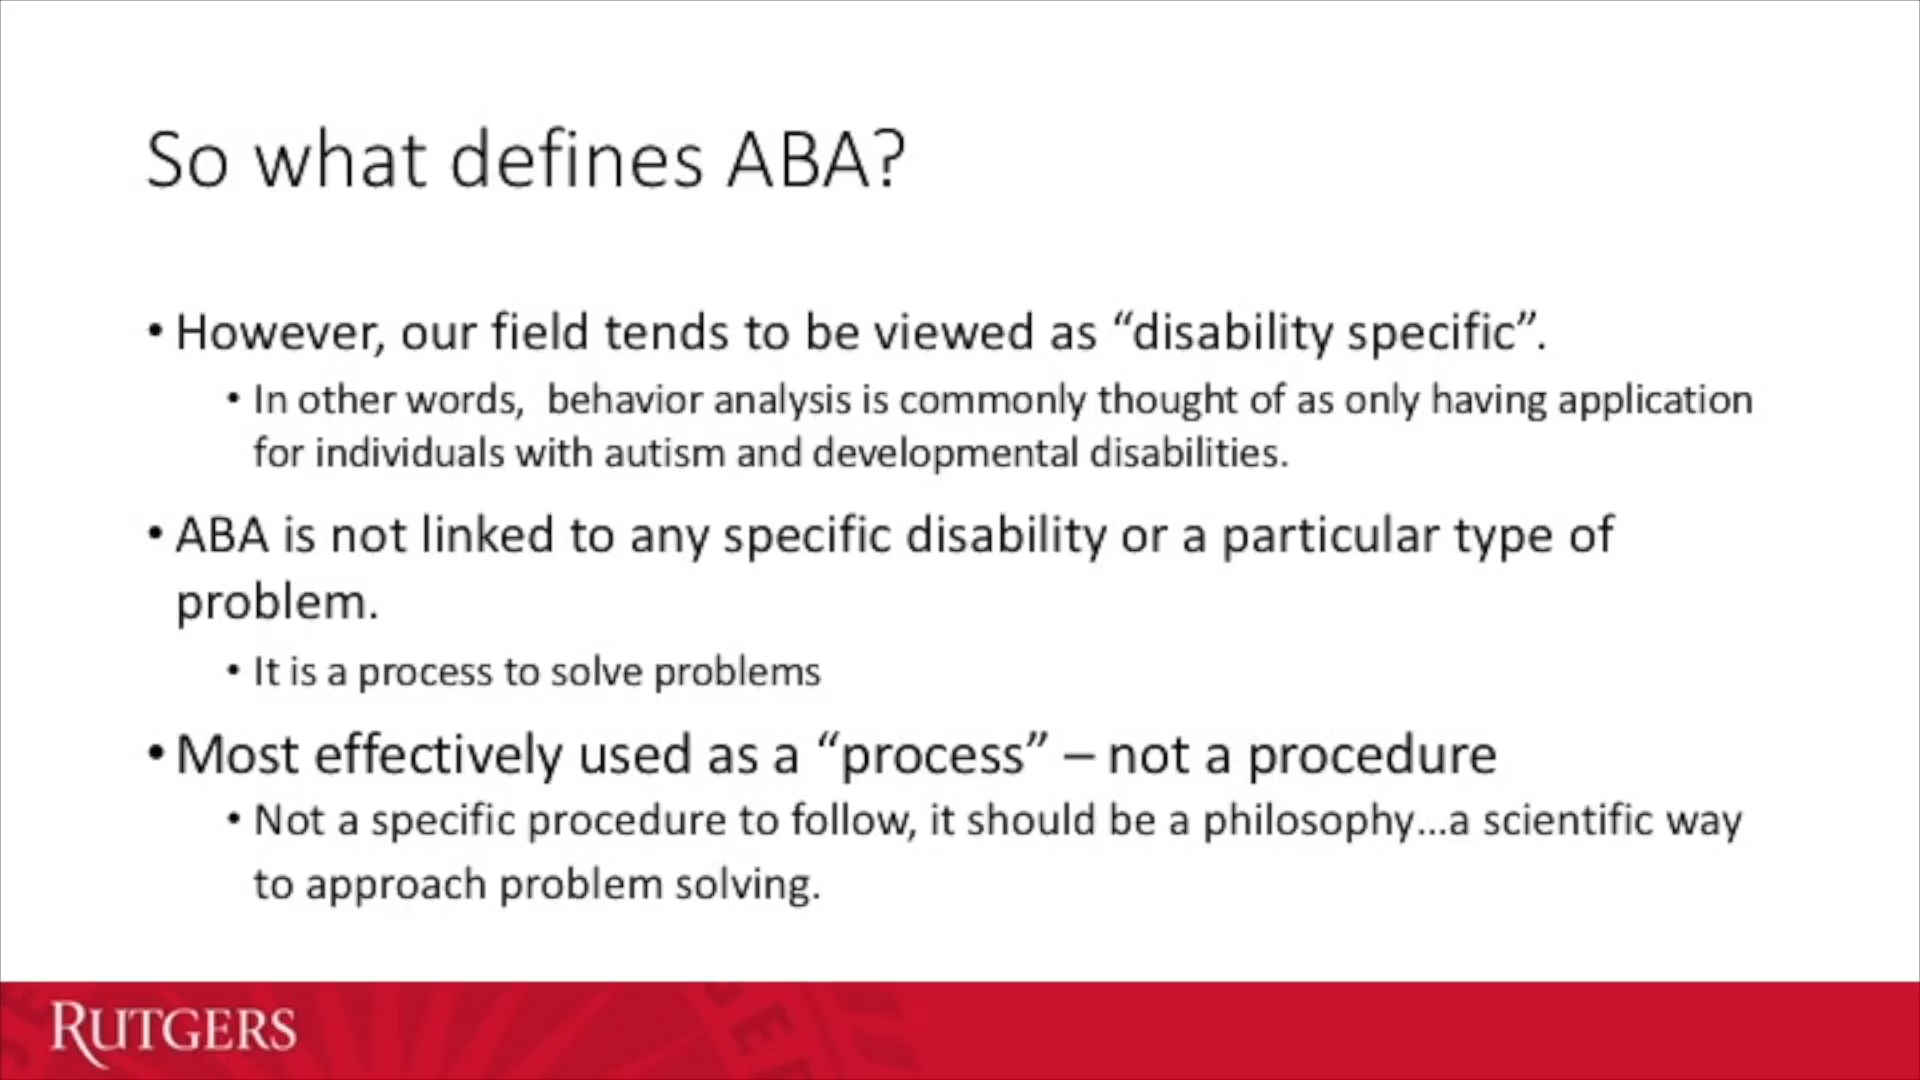 So what defines ABA?
• However, our field tends to be viewed as “disability specific”.
• In other words,  behavior analysis is commonly thought of as only having application
for individuals with autism and developmental disabilities.
• ABA is not linked to any specific disability or a particular type of
problem.
• It is a process to solve problems
• Most effectively used as a “process” – not a procedure
• Not a specific procedure to follow, it should be a philosophy...a scientific way
to approach problem solving.
RUTGERS